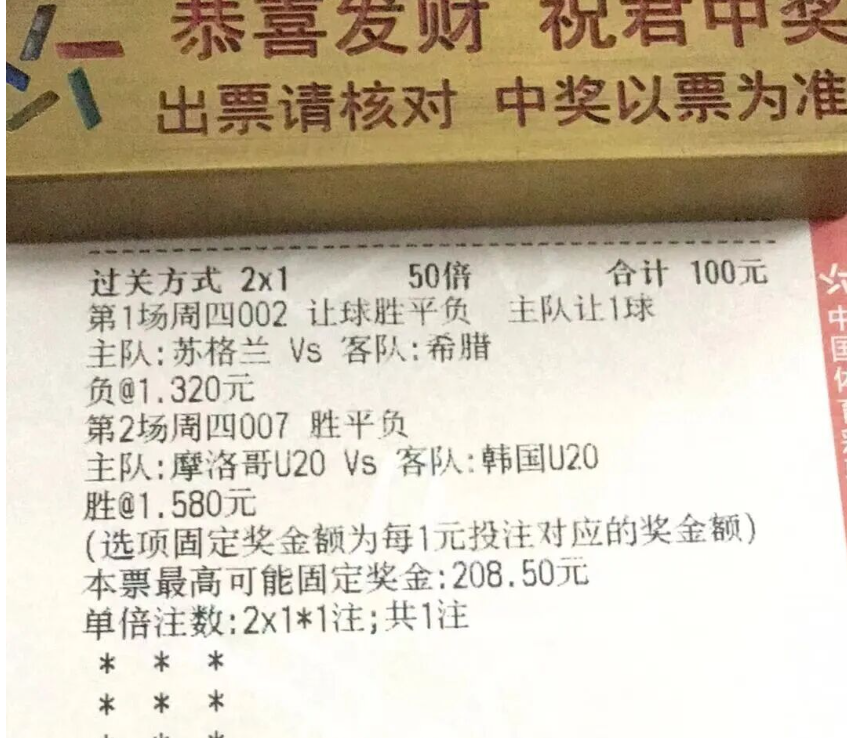 恭喜发财 祝君中奖
出票请核对 中奖以票为准
过关方式 2x1 50倍 合计 100元
第1场周四002 让球胜平负 主队让1球
主队:苏格兰 Vs 客队:希腊
负@1.320元
第2场周四007 胜平负
主队:摩洛哥U20 Vs 客队:韩国U20
胜@1.580元
(选项固定奖金额为每1元投注对应的奖金额)
本票最高可能固定奖金:208.50元
单倍注数:2x1*1注;共1注
* * *
* * *
* * *
中国体育